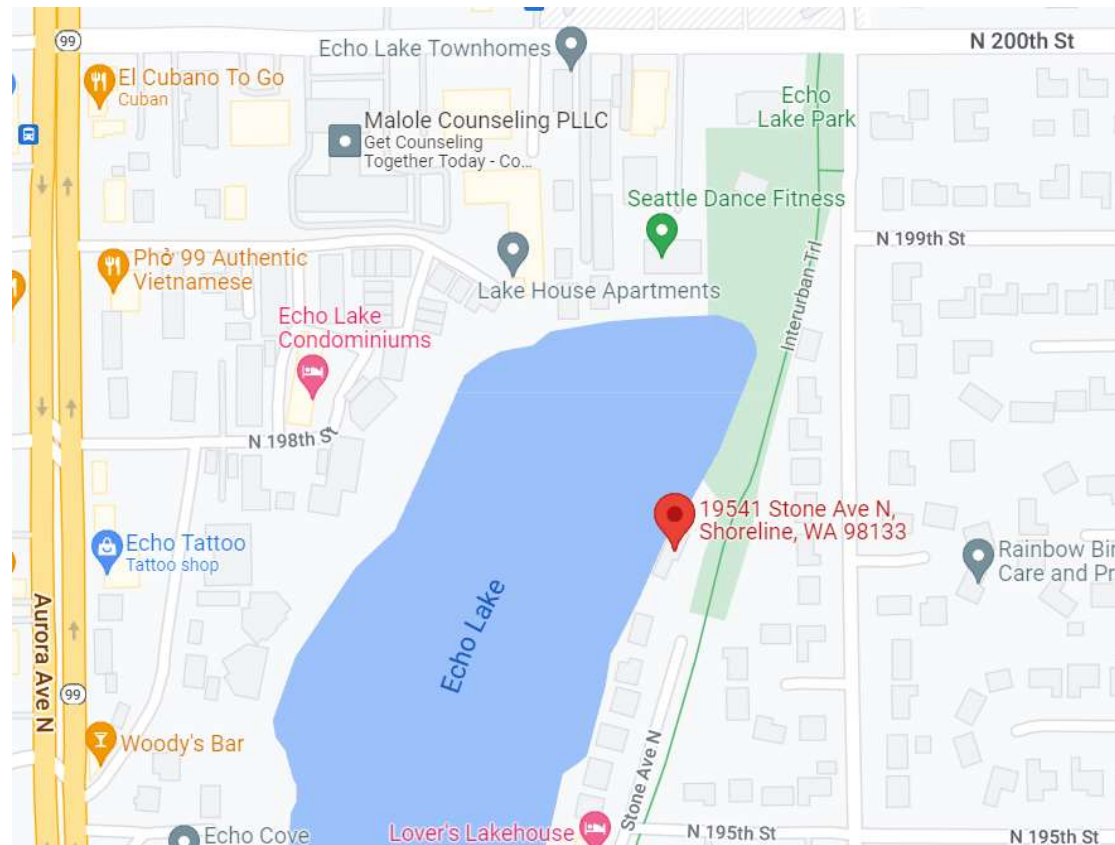 99
Echo Lake Townhomes
N 200th St
El Cubano To Go
Cuban
Echo
Lake Park
Malole Counseling PLLC
Get Counseling
Together Today - Co...
Seattle Dance Fitness
N 199th St
Phở 99 Authentic
Vietnamese
Lake House Apartments
Interurban Trl
Echo Lake
Condominiums
N 198th St
19541 Stone Ave N,
Shoreline, WA 98133
Echo Tattoo
Tattoo shop
Rainbow Bir
Care and Pr
Echo Lake
Aurora Ave N
99
Woody's Bar
Stone Ave N
Echo Cove
Lover's Lakehouse
N 195th St
N 195th St